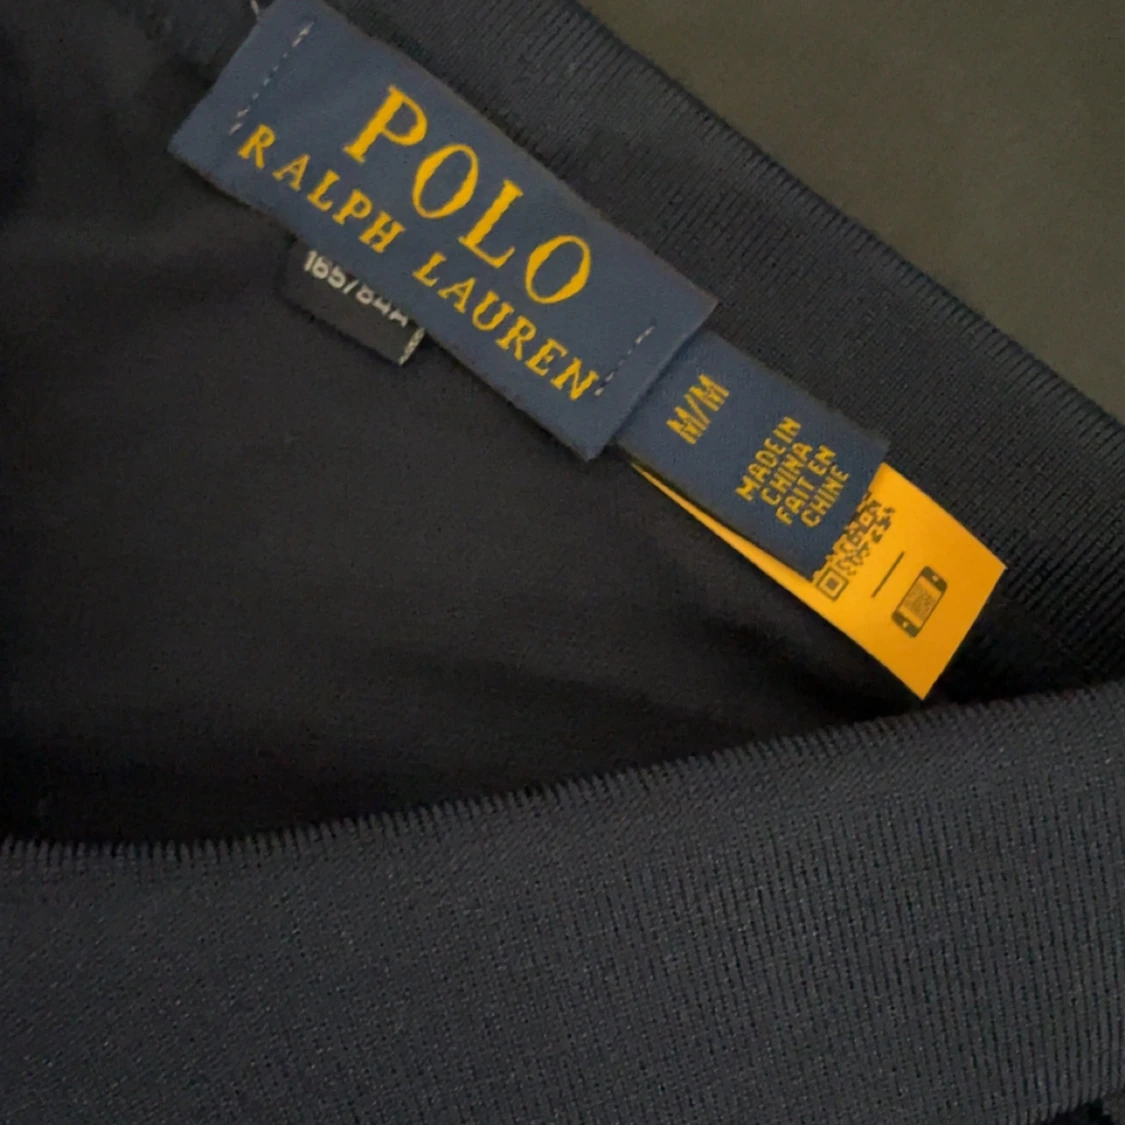 POLO
RALPH LAUREN
165/84A
M/M
MADE IN
CHINA
FAIT EN
CHINE